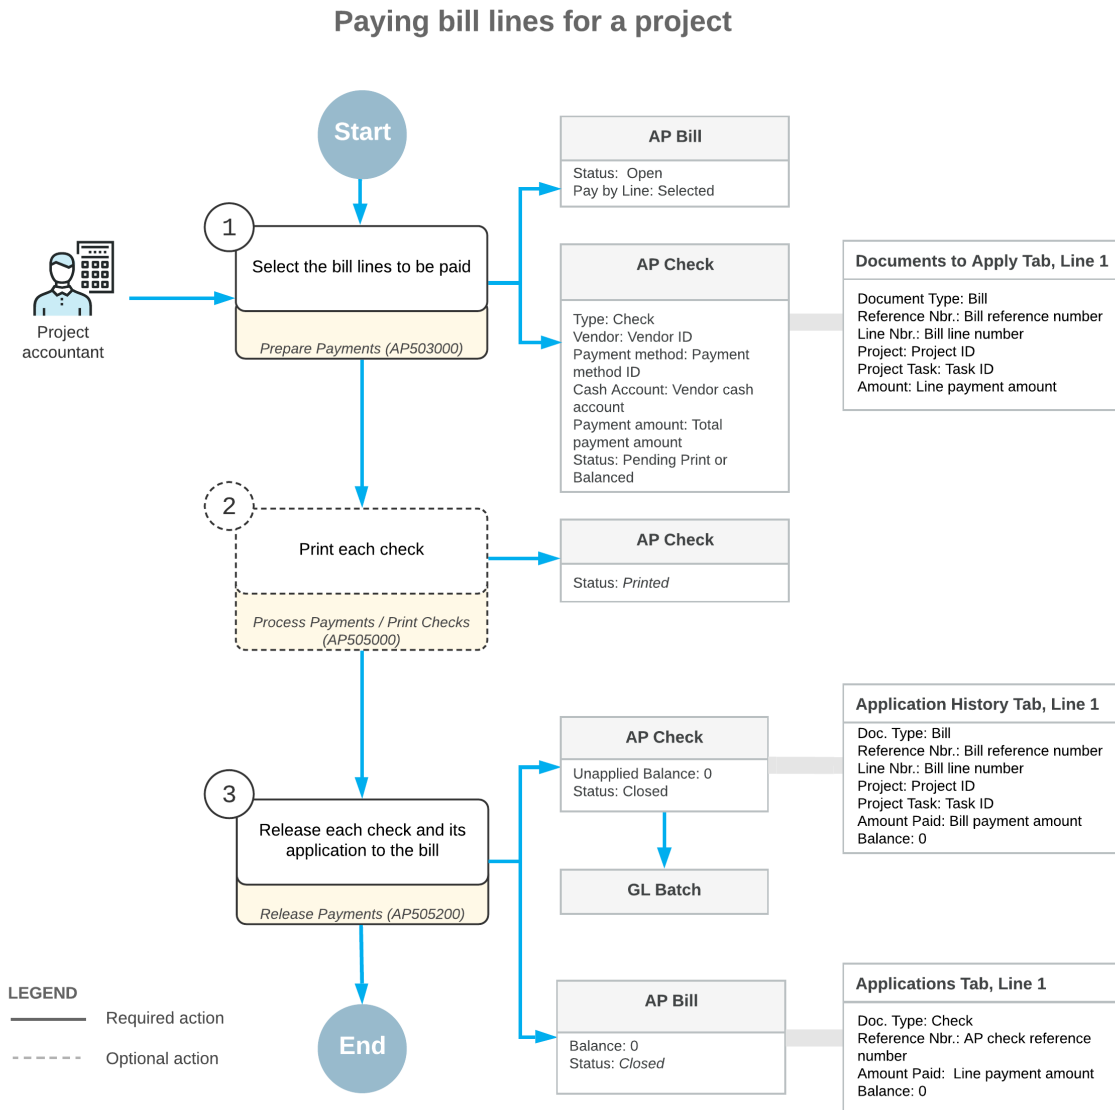 Paying bill lines for a project
Start
AP Bill
Status:  Open
Pay by Line: Selected
1
Select the bill lines to be paid
Prepare Payments (AP503000)
Project
accountant
AP Check
Type: Check
Vendor: Vendor ID
Payment method: Payment
method ID
Cash Account: Vendor cash
account
Payment amount: Total
payment amount
Status: Pending Print or
Balanced
Documents to Apply Tab, Line 1
Document Type: Bill
Reference Nbr.: Bill reference number
Line Nbr.: Bill line number
Project: Project ID
Project Task: Task ID
Amount: Line payment amount
2
Print each check
Process Payments / Print Checks
(AP505000)
AP Check
Status: Printed
3
Release each check and its
application to the bill
Release Payments (AP505200)
AP Check
Unapplied Balance: 0
Status: Closed
Application History Tab, Line 1
Doc. Type: Bill
Reference Nbr.: Bill reference number
Line Nbr.: Bill line number
Project: Project ID
Project Task: Task ID
Amount Paid: Bill payment amount
Balance: 0
GL Batch
AP Bill
Balance: 0
Status: Closed
Applications Tab, Line 1
Doc. Type: Check
Reference Nbr.: AP check reference
number
Amount Paid:  Line payment amount
Balance: 0
End
LEGEND
Required action
Optional action